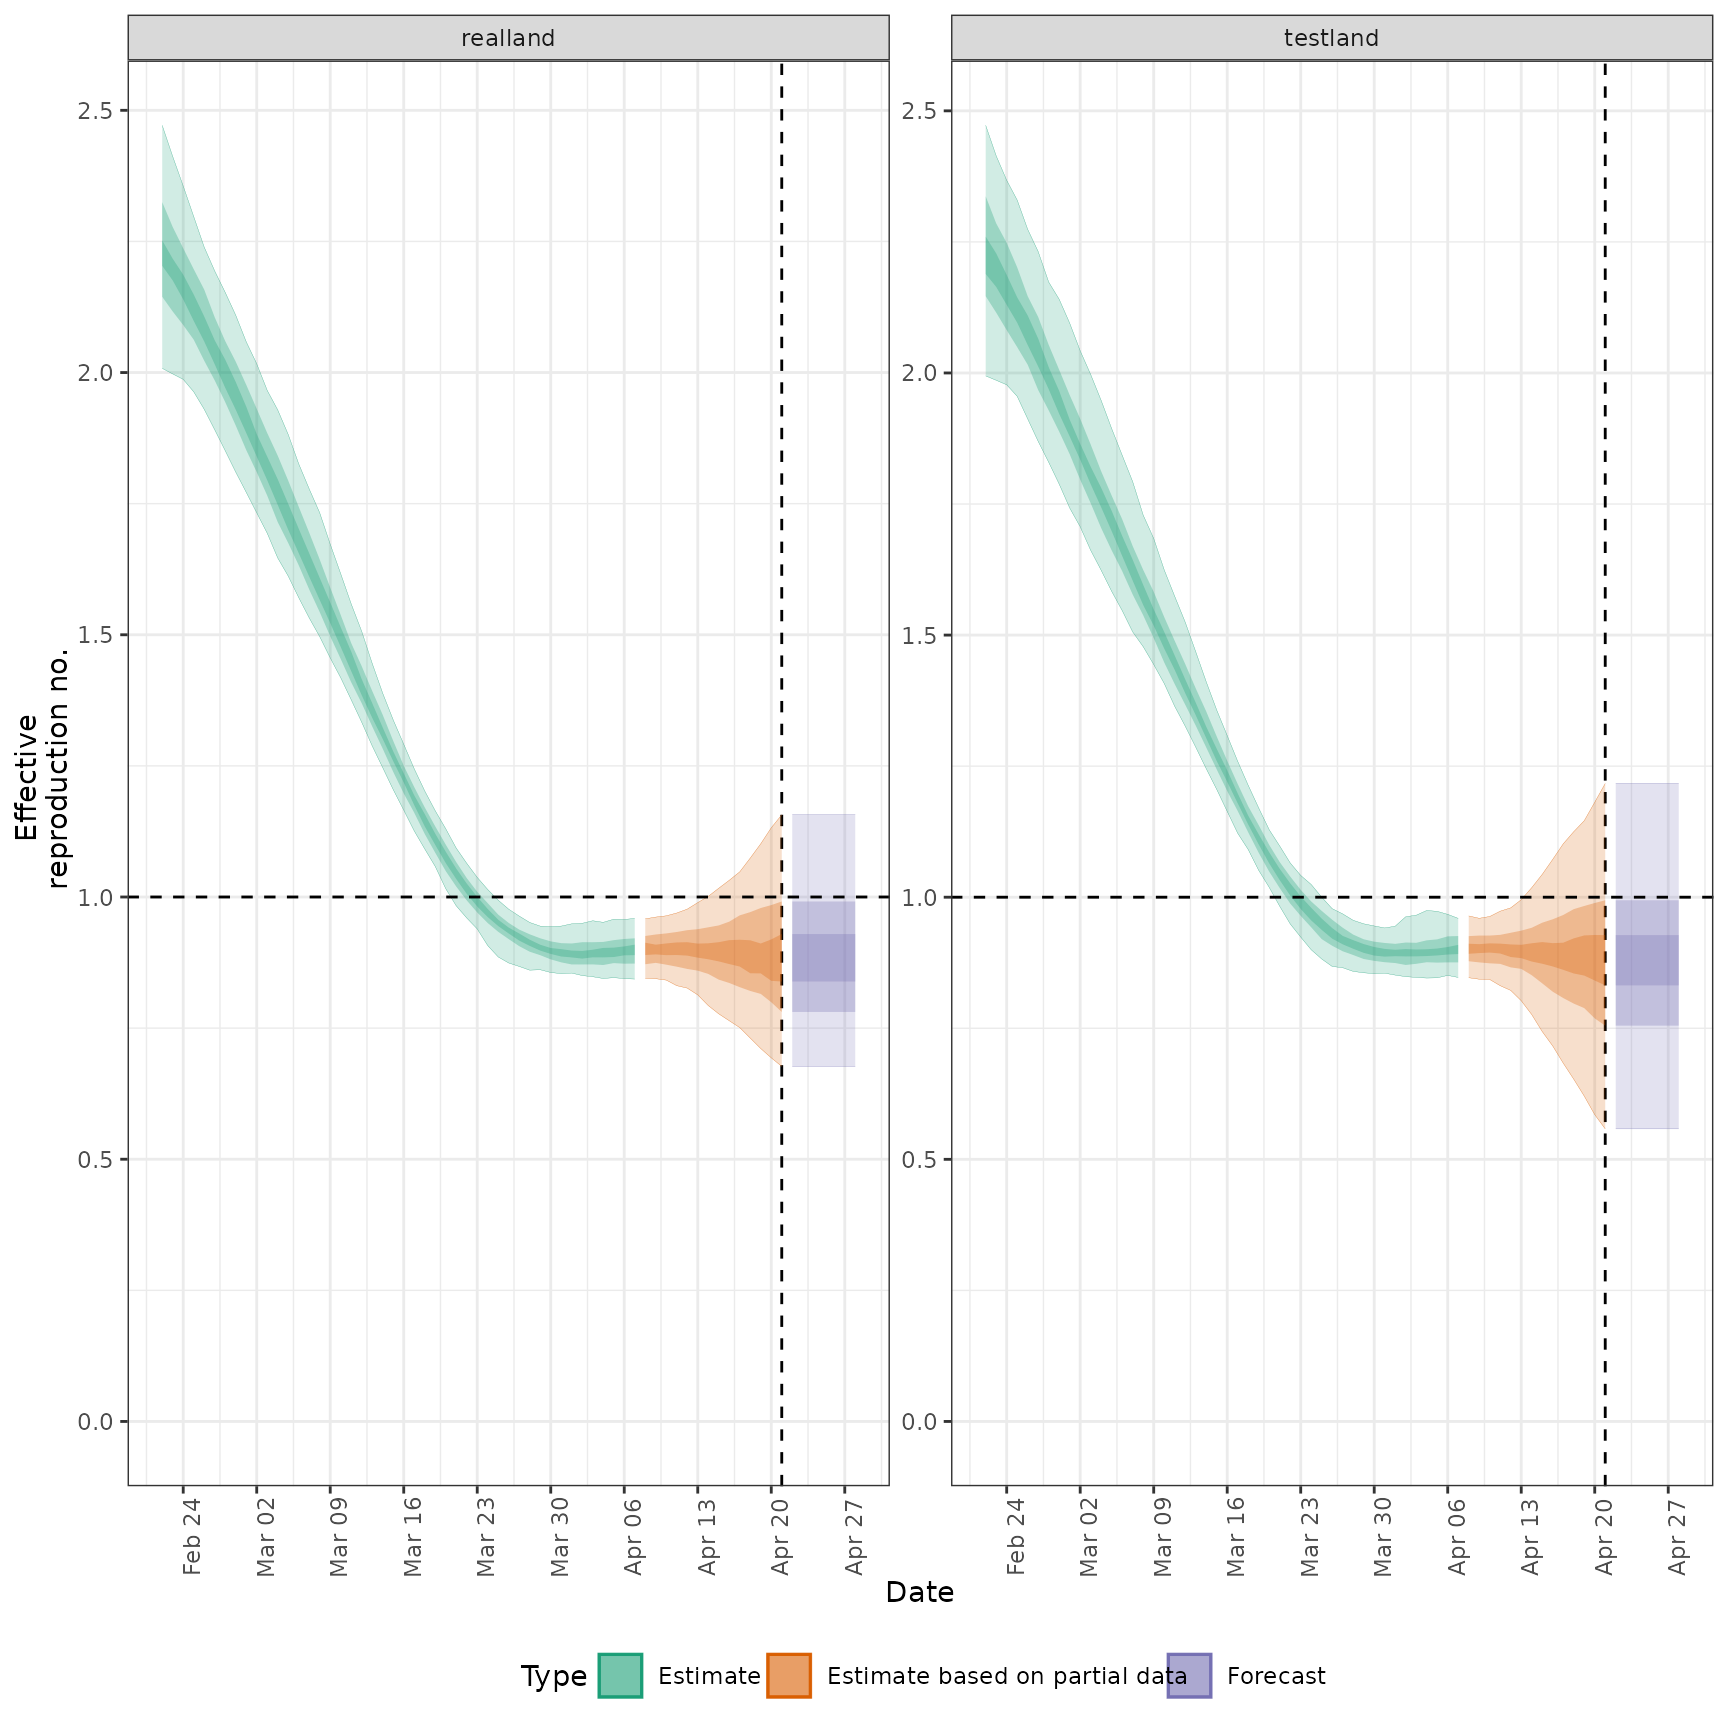 realland
testland
2.5
2.0
1.5
1.0
0.5
0.0
2.5
2.0
1.5
1.0
0.5
0.0
Effective
reproduction no.
Feb 24
Mar 02
Mar 09
Mar 16
Mar 23
Mar 30
Apr 06
Apr 13
Apr 20
Apr 27
Feb 24
Mar 02
Mar 09
Mar 16
Mar 23
Mar 30
Apr 06
Apr 13
Apr 20
Apr 27
Date
Type Estimate Estimate based on partial data Forecast